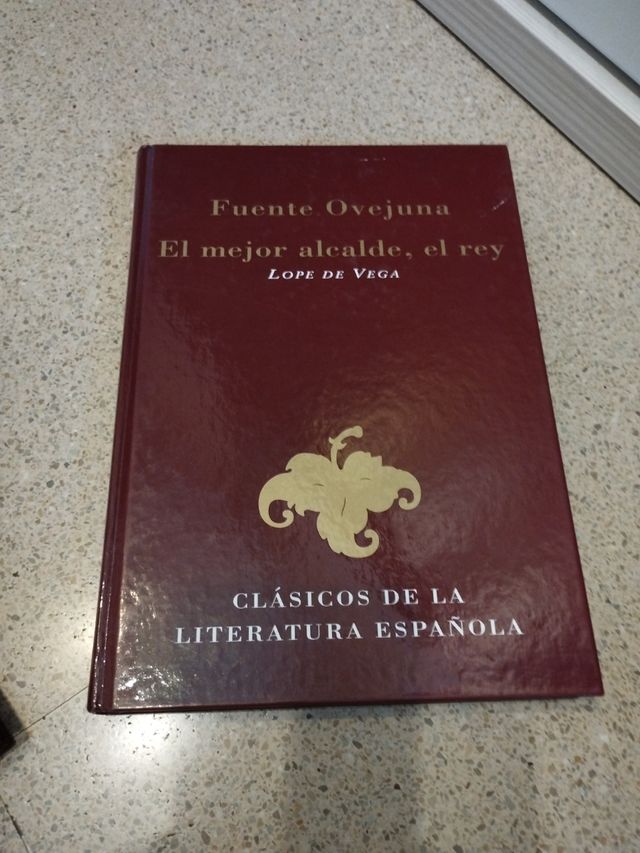 Fuente Ovejuna
El mejor alcalde, el rey
LOPE DE VEGA
CLÁSICOS DE LA
LITERATURA ESPAÑOLA